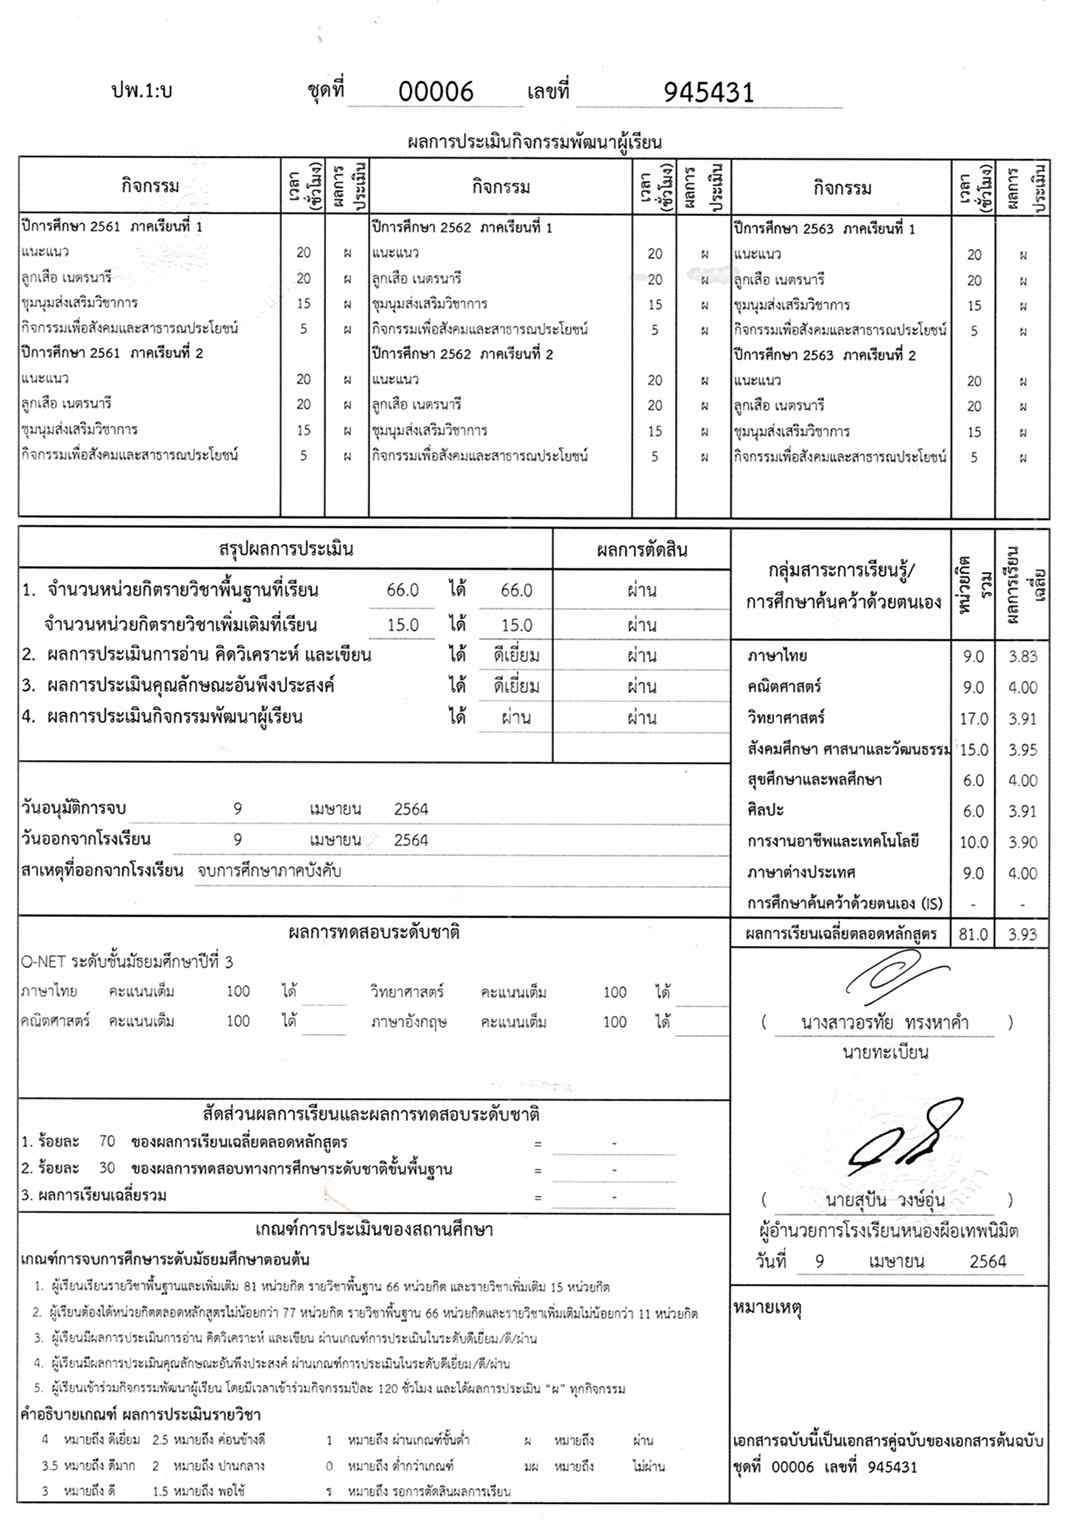 ปพ.1:บ ชุดที่ 00006 เลขที่ 945431
ผลการประเมินกิจกรรมพัฒนาผู้เรียน
กิจกรรม เวลา (ชั่วโมง) ผลการประเมิน กิจกรรม เวลา (ชั่วโมง) ผลการประเมิน กิจกรรม เวลา (ชั่วโมง) ผลการประเมิน
ปีการศึกษา 2561 ภาคเรียนที่ 1 ปีการศึกษา 2562 ภาคเรียนที่ 1 ปีการศึกษา 2563 ภาคเรียนที่ 1
แนะแนว 20 ผ แนะแนว 20 ผ แนะแนว 20 ผ
ลูกเสือ เนตรนารี 20 ผ ลูกเสือ เนตรนารี 20 ผ ลูกเสือ เนตรนารี 20 ผ
ชุมนุมส่งเสริมวิชาการ 15 ผ ชุมนุมส่งเสริมวิชาการ 15 ผ ชุมนุมส่งเสริมวิชาการ 15 ผ
กิจกรรมเพื่อสังคมและสาธารณประโยชน์ 5 ผ กิจกรรมเพื่อสังคมและสาธารณประโยชน์ 5 ผ กิจกรรมเพื่อสังคมและสาธารณประโยชน์ 5 ผ
ปีการศึกษา 2561 ภาคเรียนที่ 2 ปีการศึกษา 2562 ภาคเรียนที่ 2 ปีการศึกษา 2563 ภาคเรียนที่ 2
แนะแนว 20 ผ แนะแนว 20 ผ แนะแนว 20 ผ
ลูกเสือ เนตรนารี 20 ผ ลูกเสือ เนตรนารี 20 ผ ลูกเสือ เนตรนารี 20 ผ
ชุมนุมส่งเสริมวิชาการ 15 ผ ชุมนุมส่งเสริมวิชาการ 15 ผ ชุมนุมส่งเสริมวิชาการ 15 ผ
กิจกรรมเพื่อสังคมและสาธารณประโยชน์ 5 ผ กิจกรรมเพื่อสังคมและสาธารณประโยชน์ 5 ผ กิจกรรมเพื่อสังคมและสาธารณประโยชน์ 5 ผ
สรุปผลการประเมิน ผลการตัดสิน
1. จำนวนหน่วยกิตรายวิชาพื้นฐานที่เรียน 66.0 ได้ 66.0 ผ่าน
จำนวนหน่วยกิตรายวิชาเพิ่มเติมที่เรียน 15.0 ได้ 15.0 ผ่าน
2. ผลการประเมินการอ่าน คิดวิเคราะห์ และเขียน ได้ ดีเยี่ยม ผ่าน
3. ผลการประเมินคุณลักษณะอันพึงประสงค์ ได้ ดีเยี่ยม ผ่าน
4. ผลการประเมินกิจกรรมพัฒนาผู้เรียน ได้ ผ่าน ผ่าน
วันอนุมัติการจบ 9 เมษายน 2564
วันออกจากโรงเรียน 9 เมษายน 2564
สาเหตุที่ออกจากโรงเรียน จบการศึกษาภาคบังคับ
กลุ่มสาระการเรียนรู้/ หน่วยกิตรวม ผลการเรียนเฉลี่ย
การศึกษาค้นคว้าด้วยตนเอง
ภาษาไทย 9.0 3.83
คณิตศาสตร์ 9.0 4.00
วิทยาศาสตร์ 17.0 3.91
สังคมศึกษา ศาสนาและวัฒนธรรม 15.0 3.95
สุขศึกษาและพลศึกษา 6.0 4.00
ศิลปะ 6.0 3.91
การงานอาชีพและเทคโนโลยี 10.0 3.90
ภาษาต่างประเทศ 9.0 4.00
การศึกษาค้นคว้าด้วยตนเอง (IS) - -
ผลการเรียนเฉลี่ยตลอดหลักสูตร 81.0 3.93
ผลการทดสอบระดับชาติ
O-NET ระดับชั้นมัธยมศึกษาปีที่ 3
ภาษาไทย คะแนนเต็ม 100 ได้ วิทยาศาสตร์ คะแนนเต็ม 100 ได้
คณิตศาสตร์ คะแนนเต็ม 100 ได้ ภาษาอังกฤษ คะแนนเต็ม 100 ได้
สัดส่วนผลการเรียนและผลการทดสอบระดับชาติ
1. ร้อยละ 70 ของผลการเรียนเฉลี่ยตลอดหลักสูตร = -
2. ร้อยละ 30 ของผลการทดสอบทางการศึกษาระดับชาติขั้นพื้นฐาน = -
3. ผลการเรียนเฉลี่ยรวม = -
( นางสาวอรทัย ทรงหาคำ )
นายทะเบียน
( นายสุปัน วงษ์อุ่น )
ผู้อำนวยการโรงเรียนหนองผือเทพนิมิต
วันที่ 9 เมษายน 2564
เกณฑ์การประเมินของสถานศึกษา
เกณฑ์การจบการศึกษาระดับมัธยมศึกษาตอนต้น
1. ผู้เรียนเรียนรายวิชาพื้นฐานและเพิ่มเติม 81 หน่วยกิต รายวิชาพื้นฐาน 66 หน่วยกิต และรายวิชาเพิ่มเติม 15 หน่วยกิต
2. ผู้เรียนต้องได้หน่วยกิตตลอดหลักสูตรไม่น้อยกว่า 77 หน่วยกิต รายวิชาพื้นฐาน 66 หน่วยกิตและรายวิชาเพิ่มเติมไม่น้อยกว่า 11 หน่วยกิต
3. ผู้เรียนมีผลการประเมินการอ่าน คิดวิเคราะห์ และเขียน ผ่านเกณฑ์การประเมินในระดับดีเยี่ยม/ดี/ผ่าน
4. ผู้เรียนมีผลการประเมินคุณลักษณะอันพึงประสงค์ ผ่านเกณฑ์การประเมินในระดับดีเยี่ยม/ดี/ผ่าน
5. ผู้เรียนเข้าร่วมกิจกรรมพัฒนาผู้เรียน โดยมีเวลาเข้าร่วมกิจกรรมปีละ 120 ชั่วโมง และได้ผลการประเมิน "ผ" ทุกกิจกรรม
คำอธิบายเกณฑ์ ผลการประเมินรายวิชา
4 หมายถึง ดีเยี่ยม 2.5 หมายถึง ค่อนข้างดี 1 หมายถึง ผ่านเกณฑ์ขั้นต่ำ ผ หมายถึง ผ่าน
3.5 หมายถึง ดีมาก 2 หมายถึง ปานกลาง 0 หมายถึง ต่ำกว่าเกณฑ์ มผ หมายถึง ไม่ผ่าน
3 หมายถึง ดี 1.5 หมายถึง พอใช้ ร หมายถึง รอการตัดสินผลการเรียน
หมายเหตุ
เอกสารฉบับนี้เป็นเอกสารคู่ฉบับของเอกสารต้นฉบับ
ชุดที่ 00006 เลขที่ 945431